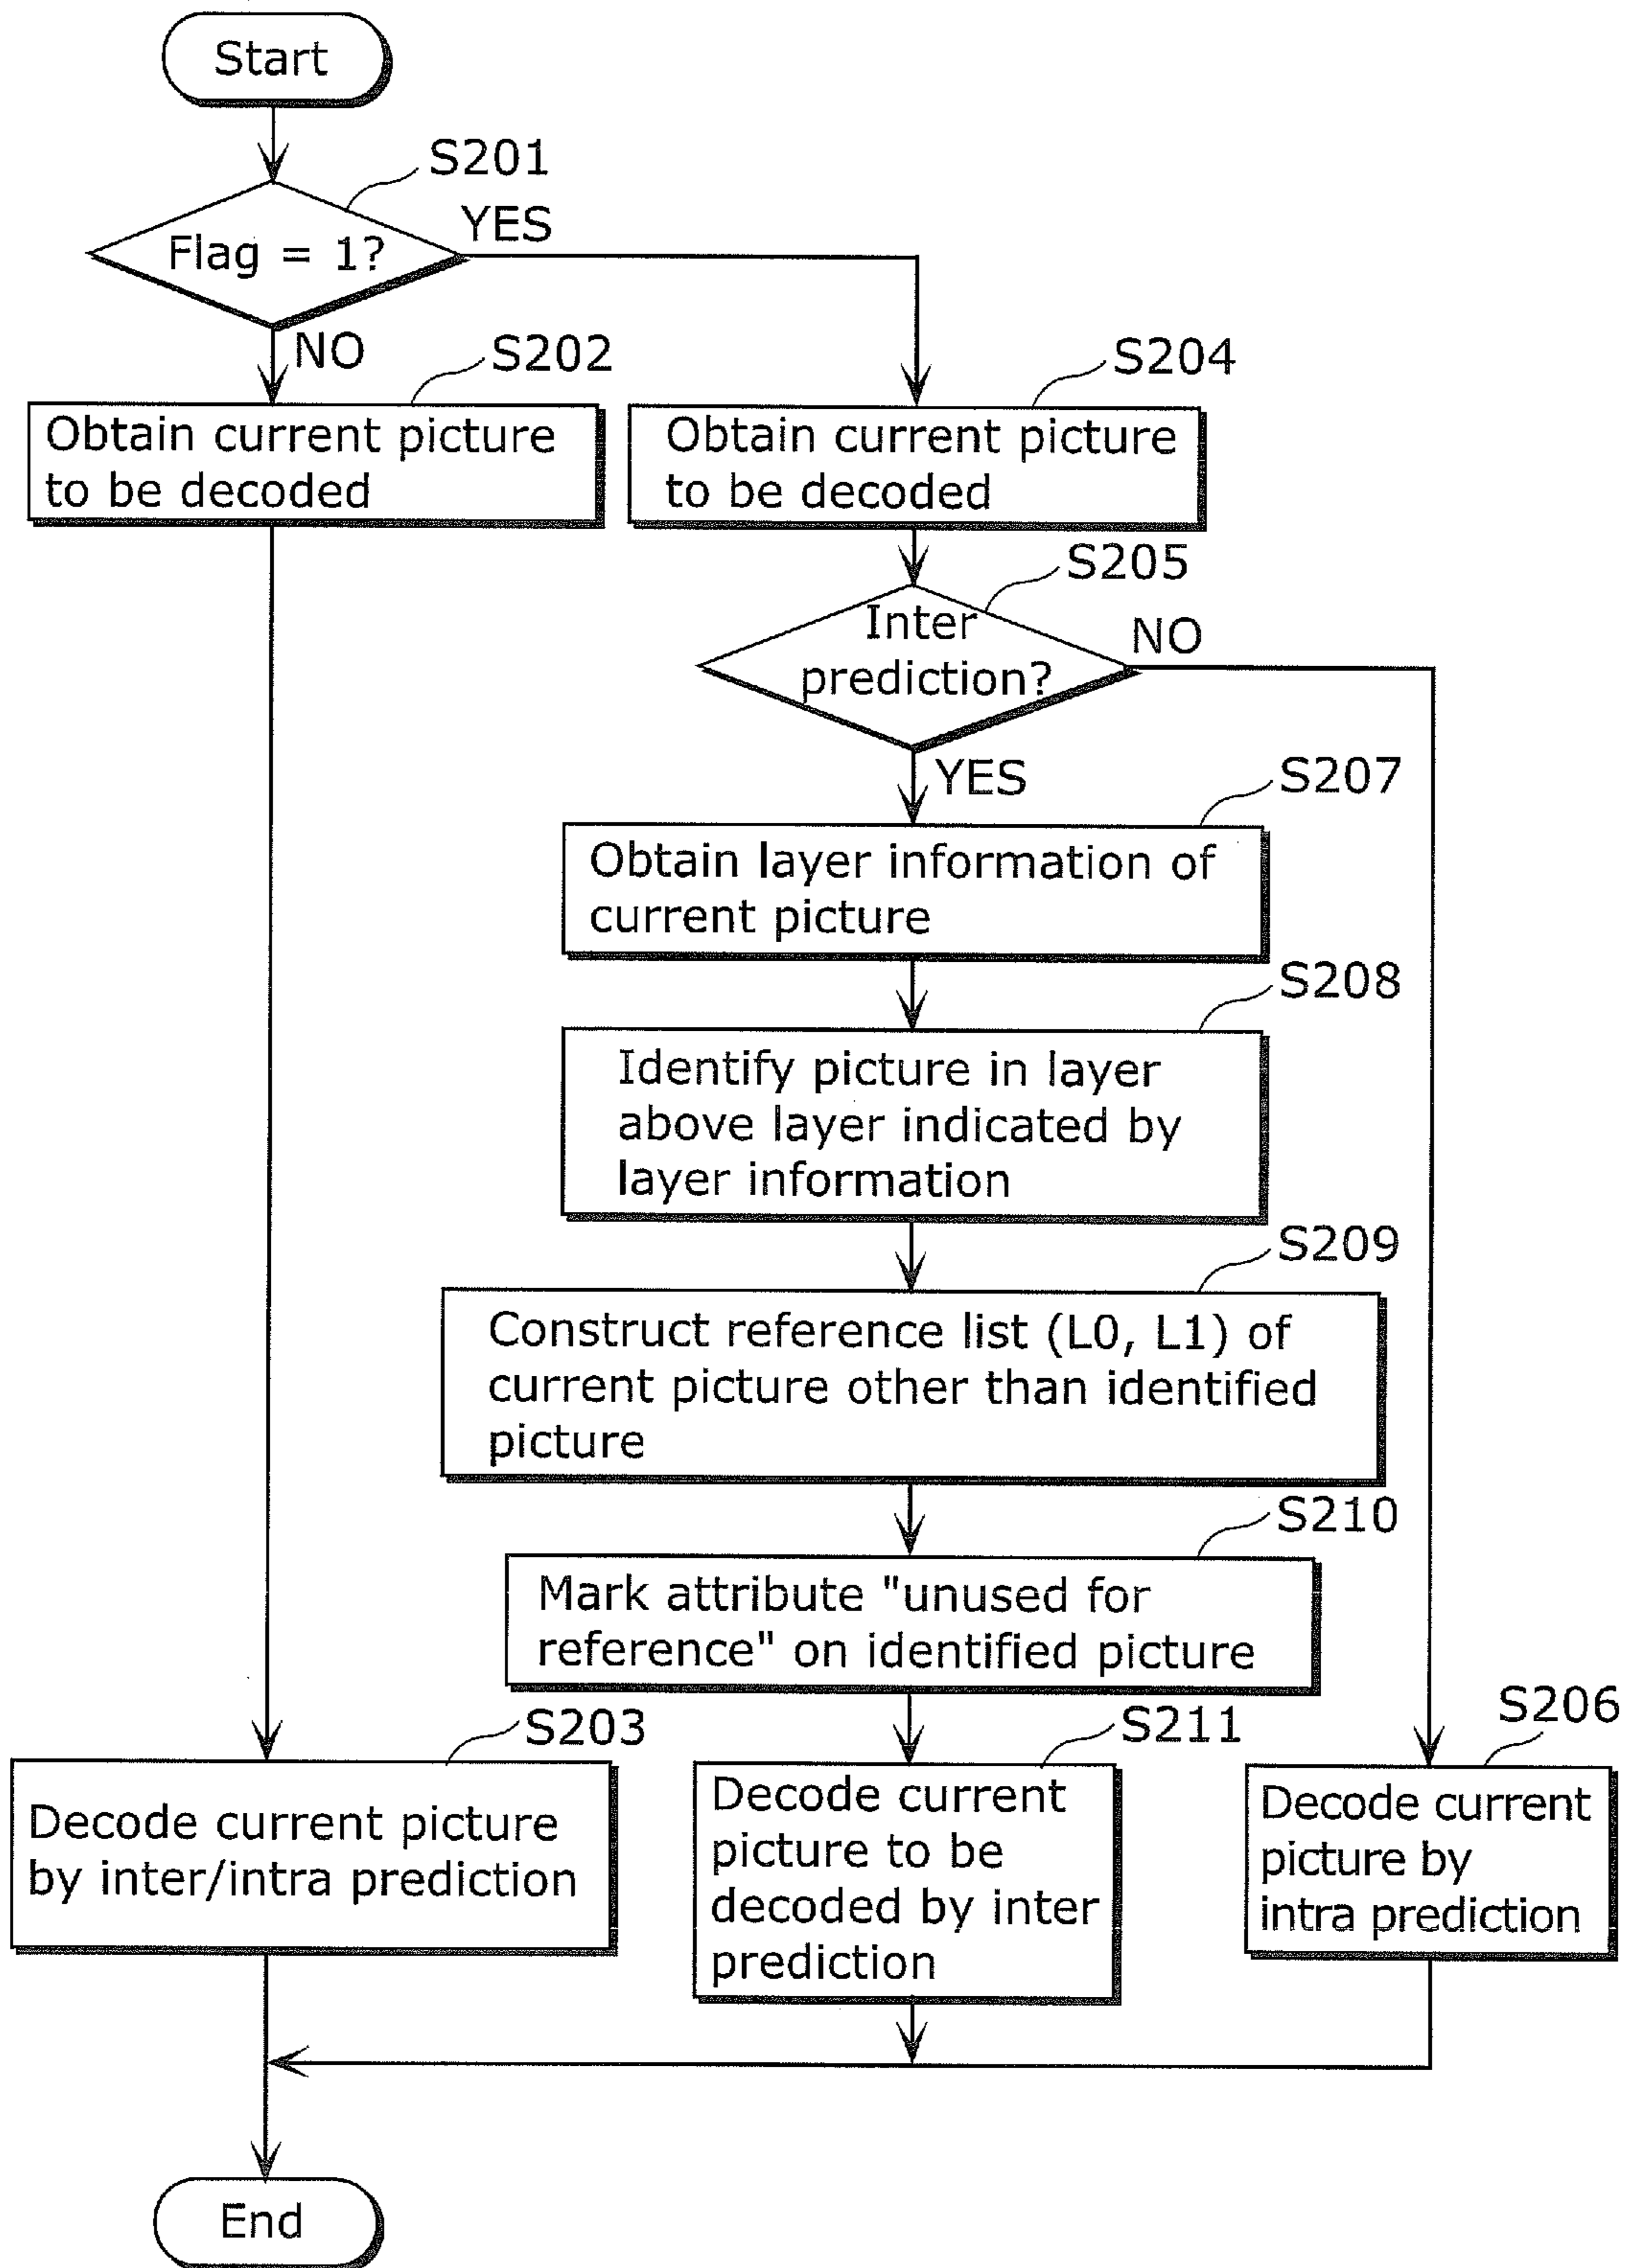 Start
S201
Flag = 1?
YES
NO
S202
Obtain current picture
to be decoded
S204
Obtain current picture
to be decoded
S205
Inter
prediction?
NO
YES
S207
Obtain layer information of
current picture
S208
Identify picture in layer
above layer indicated by
layer information
S209
Construct reference list (L0, L1) of
current picture other than identified
picture
S210
Mark attribute "unused for
reference" on identified picture
S203
Decode current picture
by inter/intra prediction
S211
Decode current
picture to be
decoded by inter
prediction
S206
Decode current
picture by
intra prediction
End